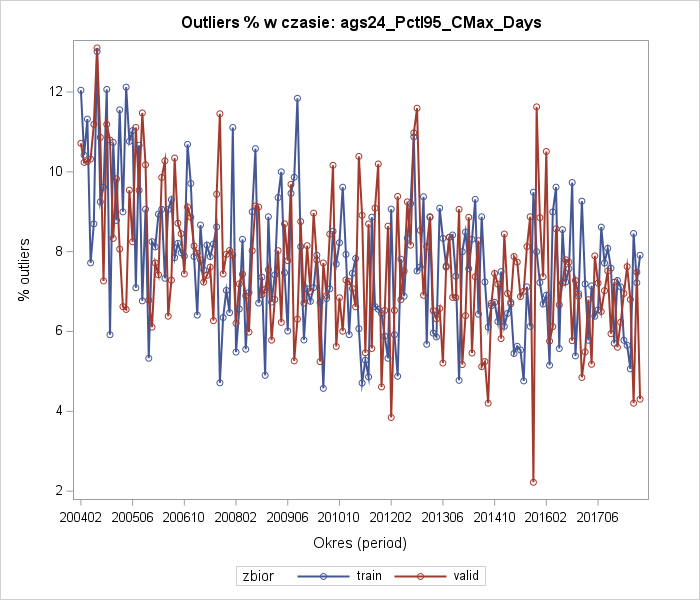 Outliers % w czasie: ags24_Pctl95_CMax_Days
% outliers
12
10
8
6
4
2
200402 200506 200610 200802 200906 201010 201202 201306 201410 201602 201706
Okres (period)
zbior train valid